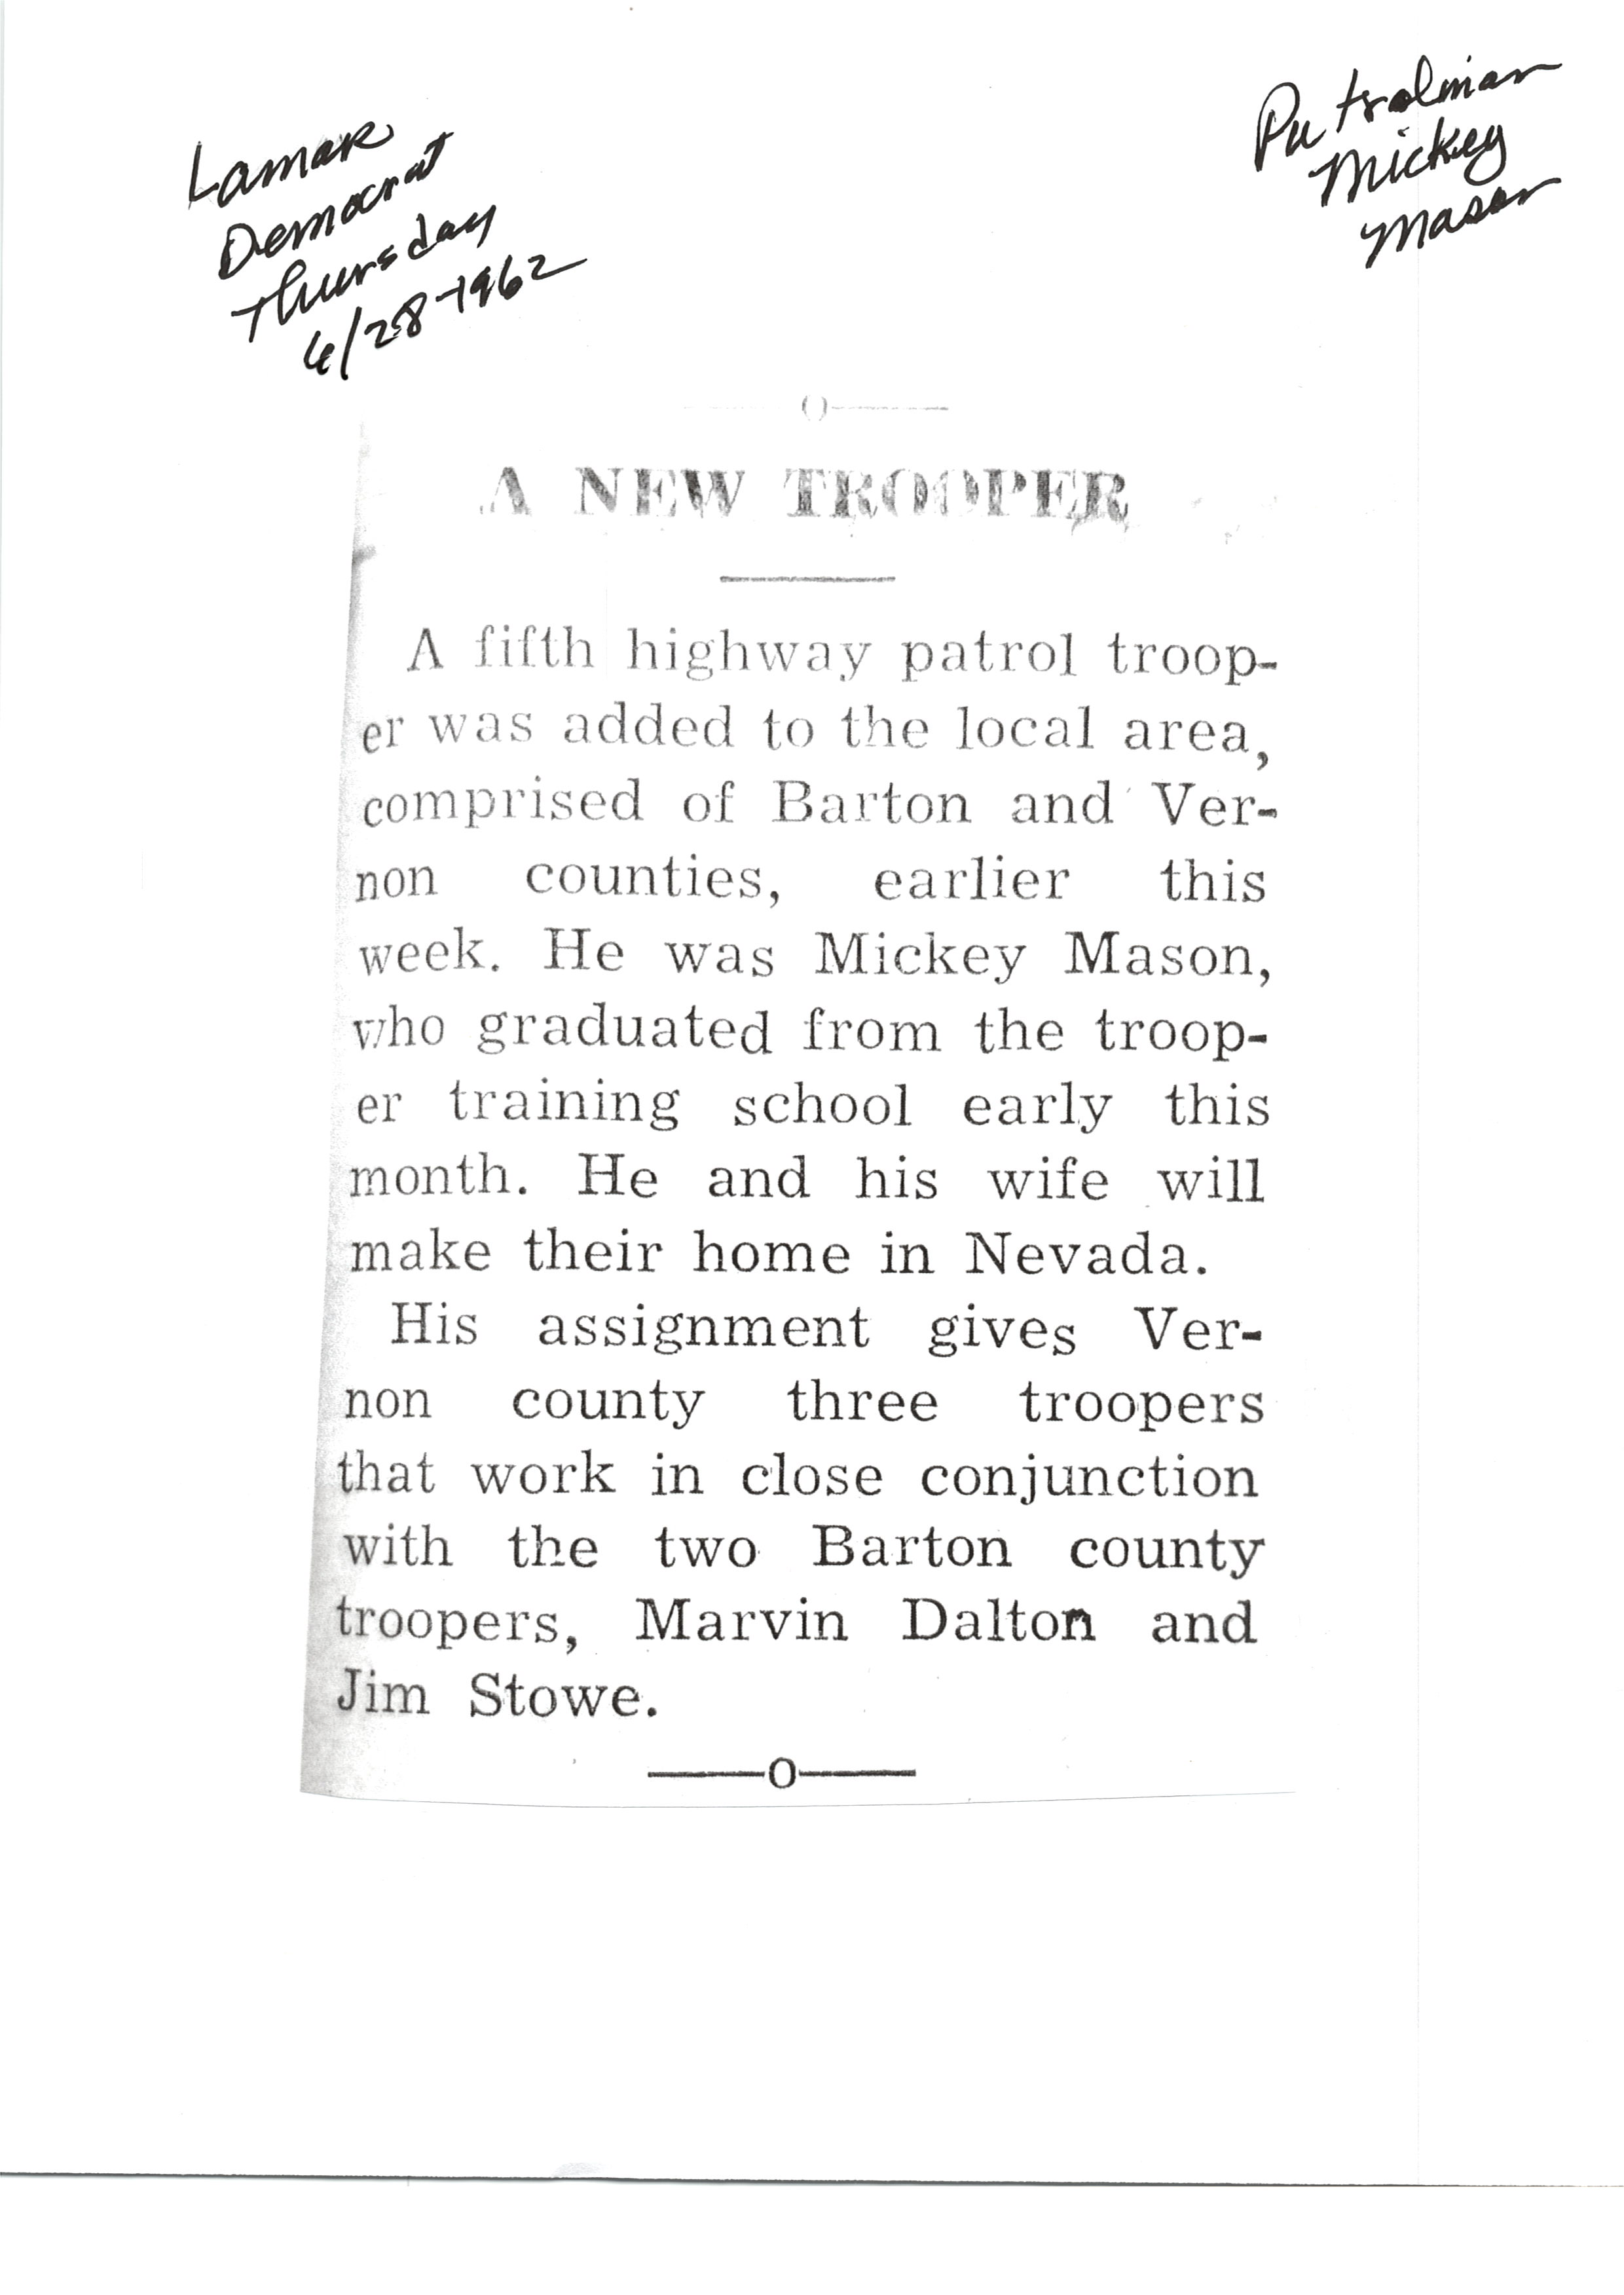 Lamar
Democrat
Thursday
6/28-1962
Patrolman
Mickey
Mason
A NEW TROOPER
A fifth highway patrol troop-
er was added to the local area,
comprised of Barton and Ver-
non counties, earlier this
week. He was Mickey Mason,
who graduated from the troop-
er training school early this
month. He and his wife will
make their home in Nevada.
His assignment gives Ver-
non county three troopers
that work in close conjunction
with the two Barton county
troopers, Marvin Dalton and
Jim Stowe.